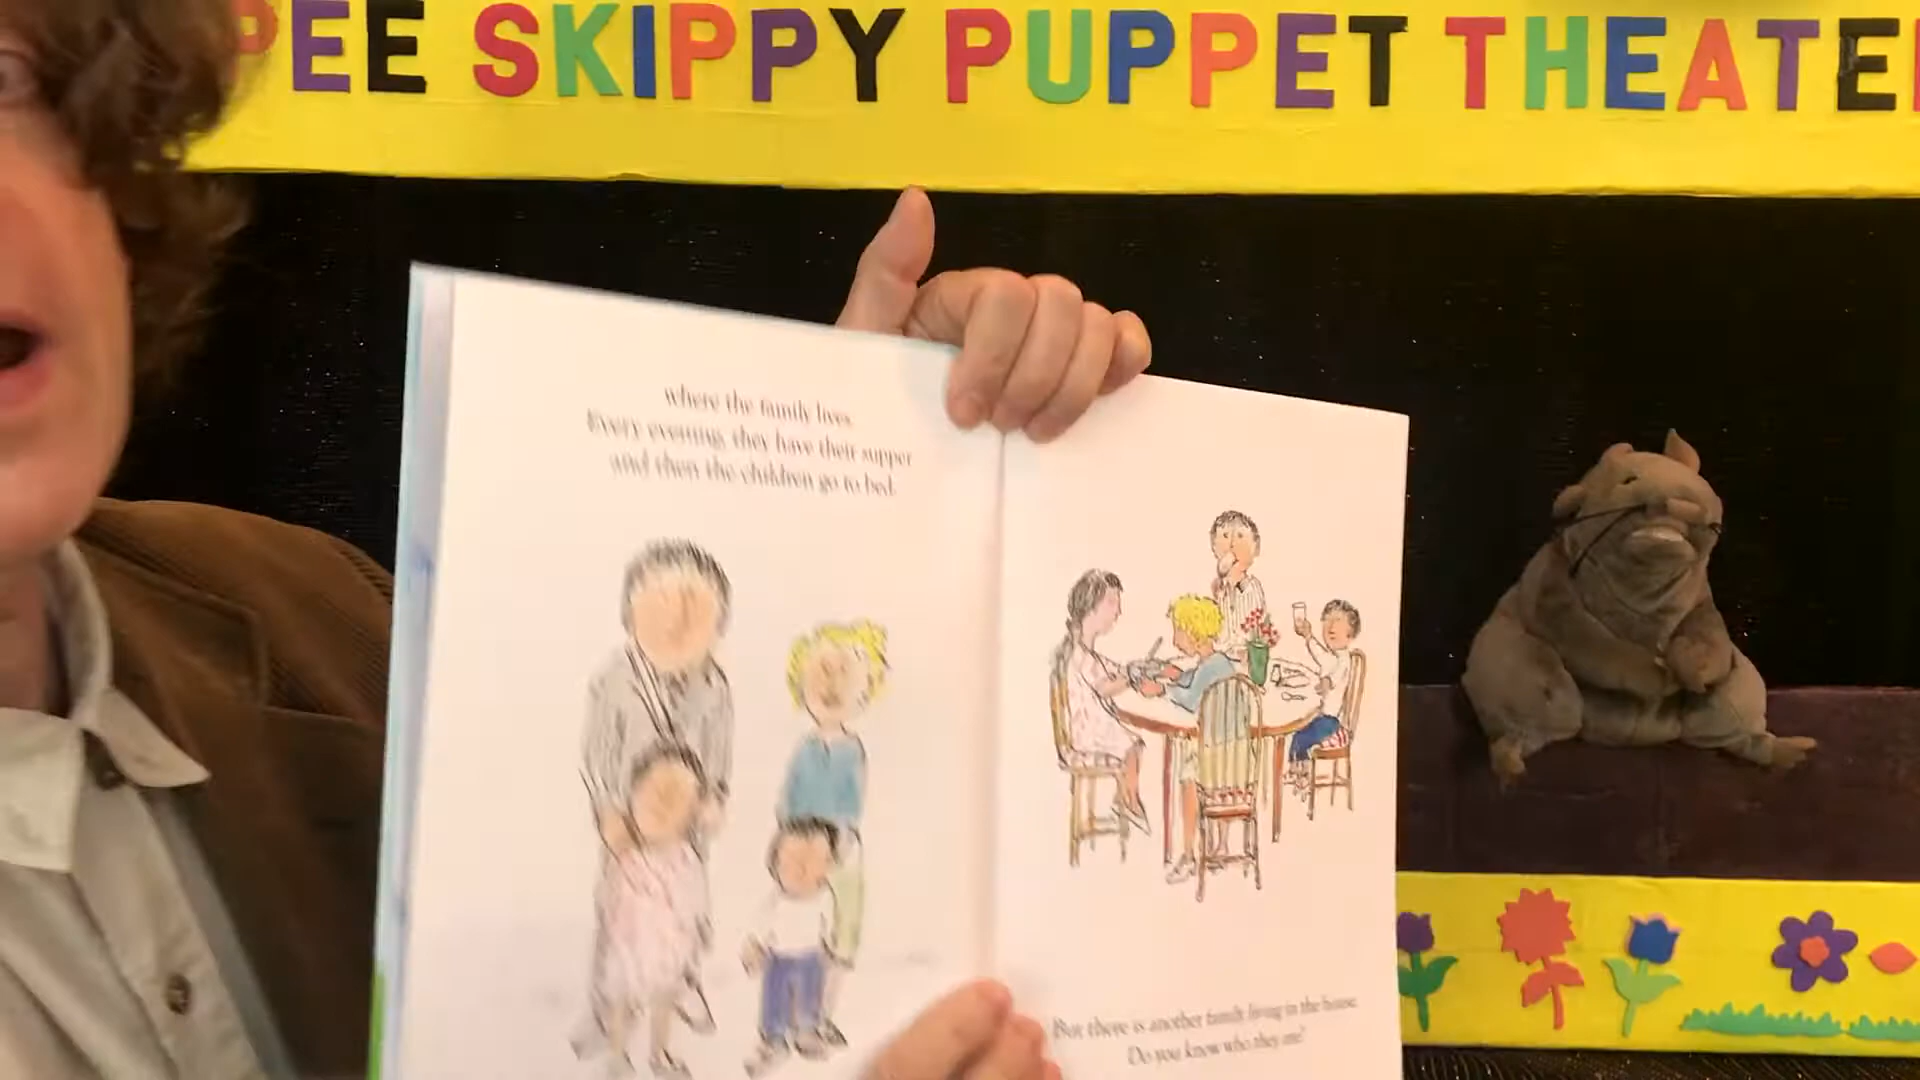 PEE SKIPPY PUPPET THEATE
where the family lives.
Every evening, they have their supper
and then the children go to bed.
But there is another family living in the house.
Do you know who they are?